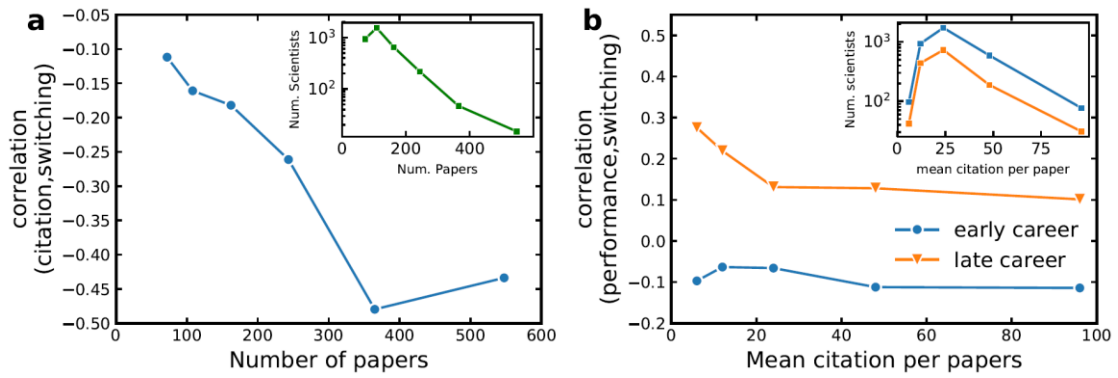 a
correlation
(citation,switching)
−0.05
−0.10
−0.15
−0.20
−0.25
−0.30
−0.35
−0.40
−0.45
−0.50
0 100 200 300 400 500 600
Number of papers
Num. Scientists
10³
10²
0 200 400
Num. Papers
b
correlation
(performance,switching)
0.5
0.4
0.3
0.2
0.1
0.0
−0.1
−0.2
0 20 40 60 80 100
Mean citation per papers
Num. scientists
10³
10²
0 25 50 75
mean citation per paper
early career
late career